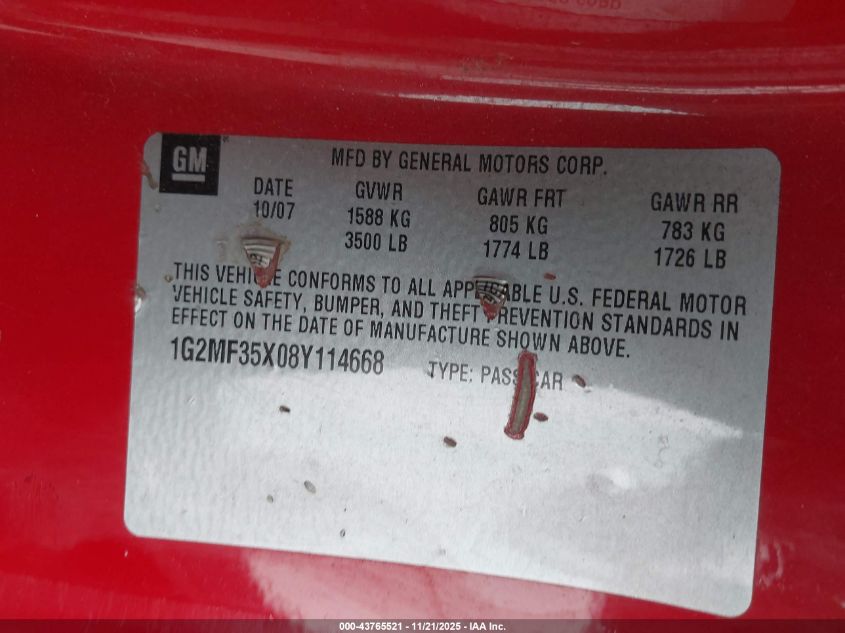 GM
MFD BY GENERAL MOTORS CORP.
DATE GVWR GAWR FRT GAWR RR
10/07 1588 KG 805 KG 783 KG
3500 LB 1774 LB 1726 LB
THIS VEHICLE CONFORMS TO ALL APPLICABLE U.S. FEDERAL MOTOR
VEHICLE SAFETY, BUMPER, AND THEFT PREVENTION STANDARDS IN
EFFECT ON THE DATE OF MANUFACTURE SHOWN ABOVE.
1G2MF35X08Y114668 TYPE: PASS CAR
000-43765521 - 11/21/2025 - IAA Inc.